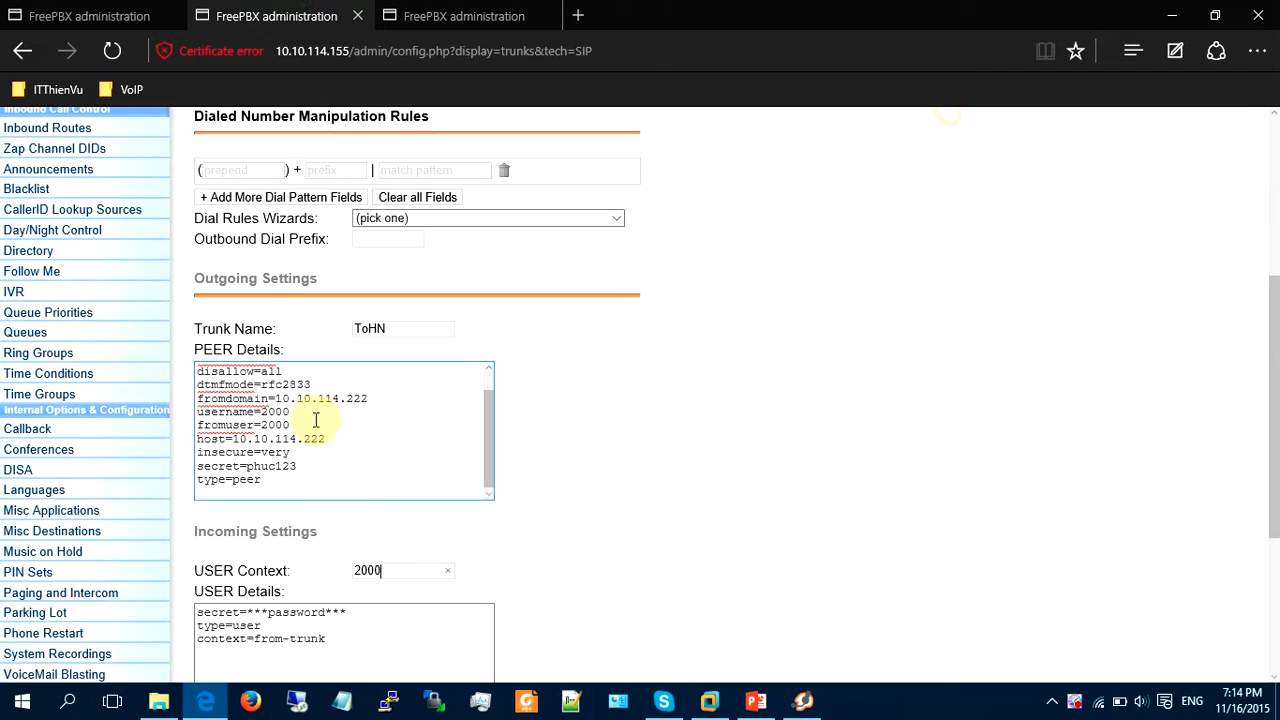 FreePBX administration
FreePBX administration
FreePBX administration
Certificate error 10.10.114.155/admin/config.php?display=trunks&tech=SIP
ITThienVu
VoIP
Inbound Call Control
Inbound Routes
Zap Channel DIDs
Announcements
Blacklist
CallerID Lookup Sources
Day/Night Control
Directory
Follow Me
IVR
Queue Priorities
Queues
Ring Groups
Time Conditions
Time Groups
Internal Options & Configuration
Callback
Conferences
DISA
Languages
Misc Applications
Misc Destinations
Music on Hold
PIN Sets
Paging and Intercom
Parking Lot
Phone Restart
System Recordings
VoiceMail Blasting
Dialed Number Manipulation Rules
(prepend) + prefix | match pattern
+ Add More Dial Pattern Fields Clear all Fields
Dial Rules Wizards: (pick one)
Outbound Dial Prefix:
Outgoing Settings
Trunk Name: ToHN
PEER Details:
disallow=all
dtmfmode=rfc2833
fromdomain=10.10.114.222
username=2000
fromuser=2000
host=10.10.114.222
insecure=very
secret=phuc123
type=peer
Incoming Settings
USER Context: 2000
USER Details:
secret=***password***
type=user
context=from-trunk
ENG
7:14 PM
11/16/2015